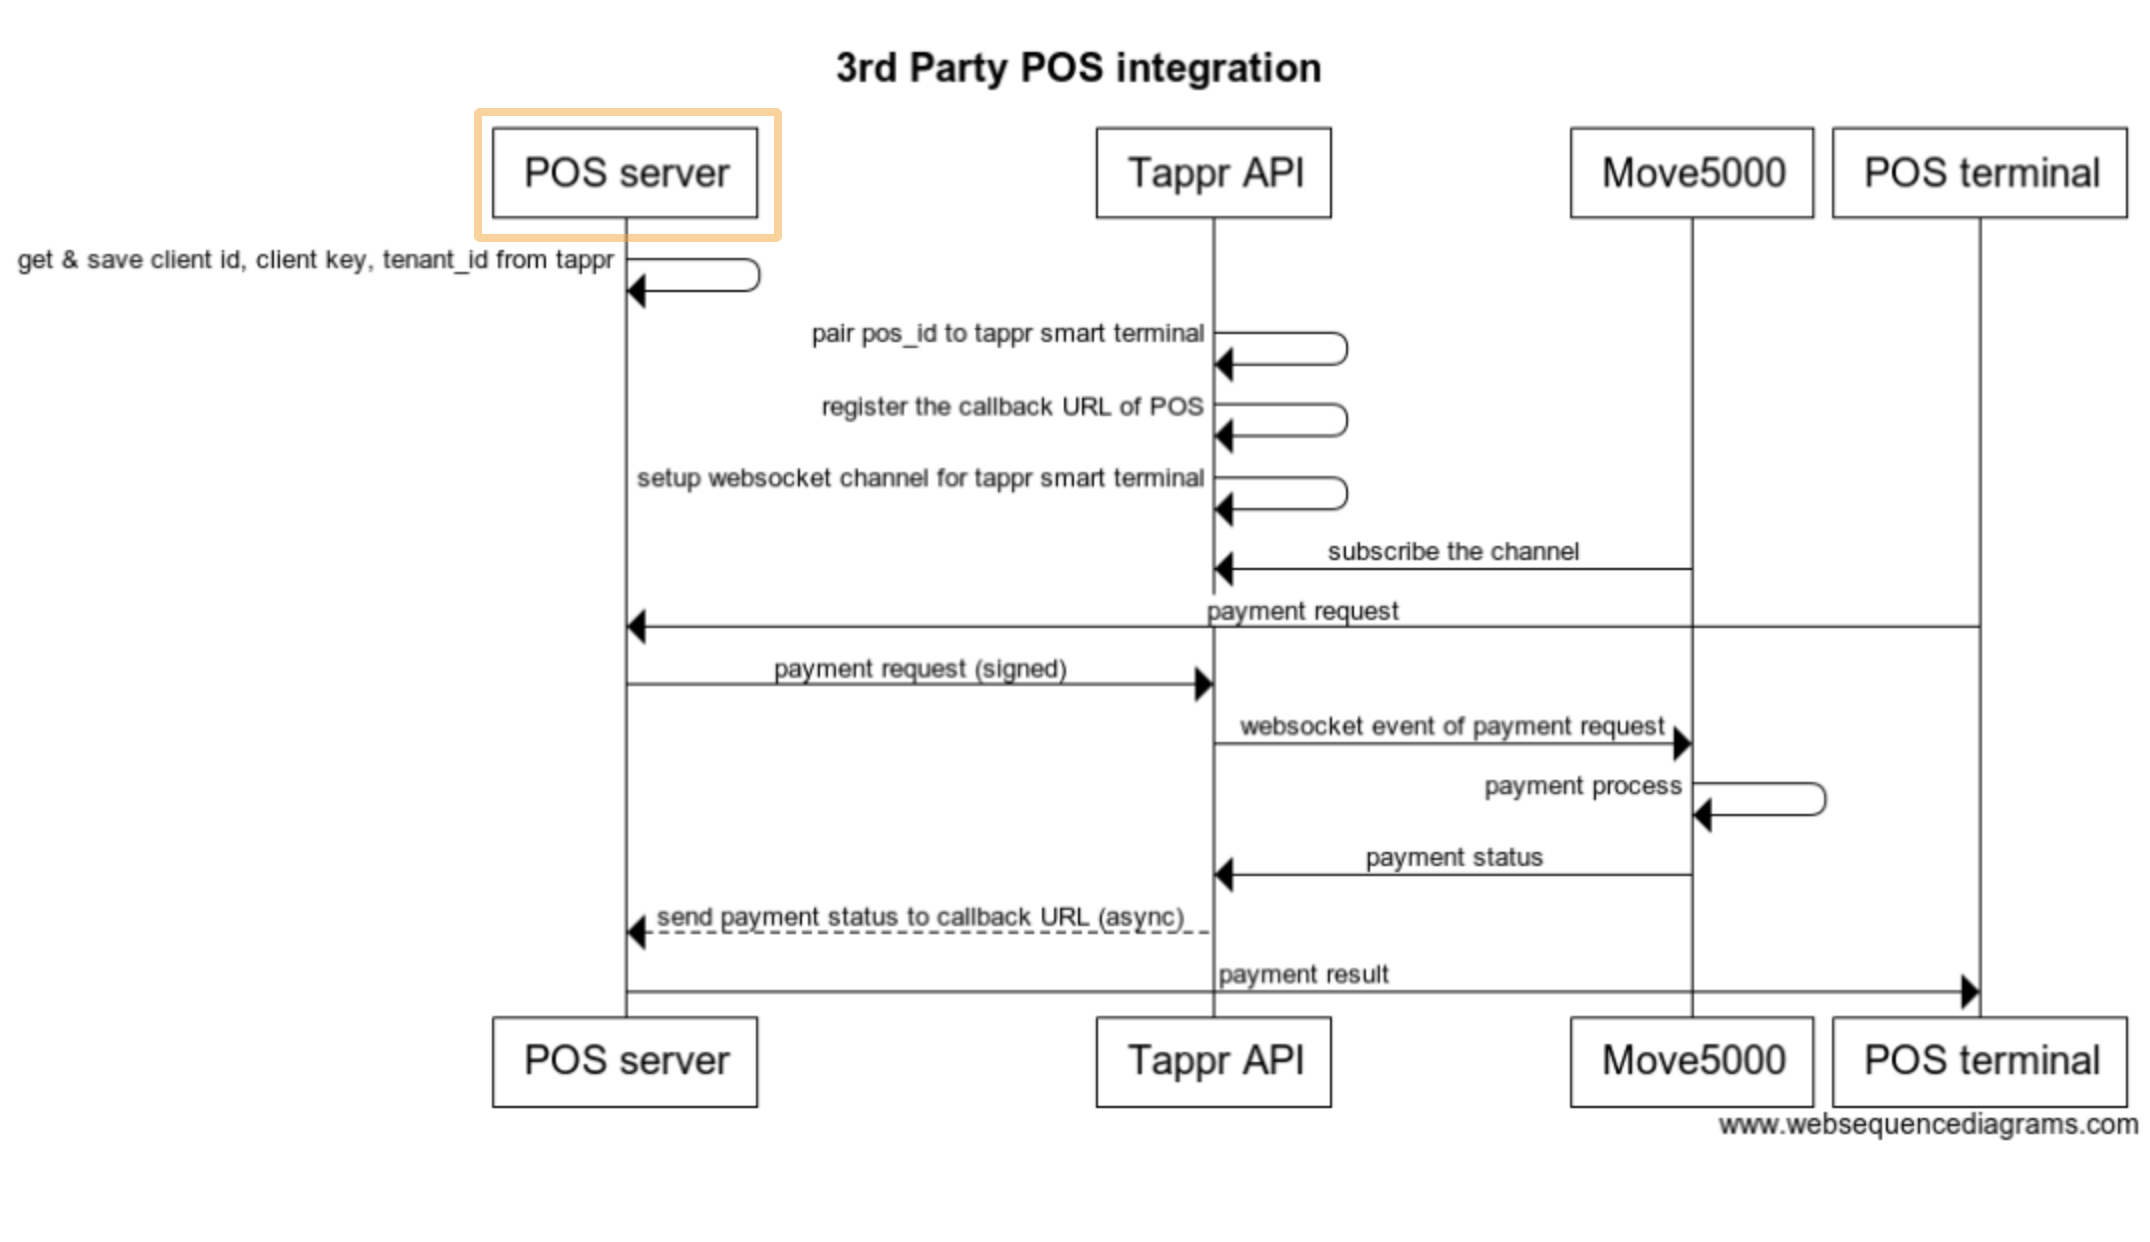 3rd Party POS integration
POS server
Tappr API
Move5000
POS terminal
get & save client id, client key, tenant_id from tappr
pair pos_id to tappr smart terminal
register the callback URL of POS
setup websocket channel for tappr smart terminal
subscribe the channel
payment request
payment request (signed)
websocket event of payment request
payment process
payment status
send payment status to callback URL (async)
payment result
POS server
Tappr API
Move5000
POS terminal
www.websequencediagrams.com